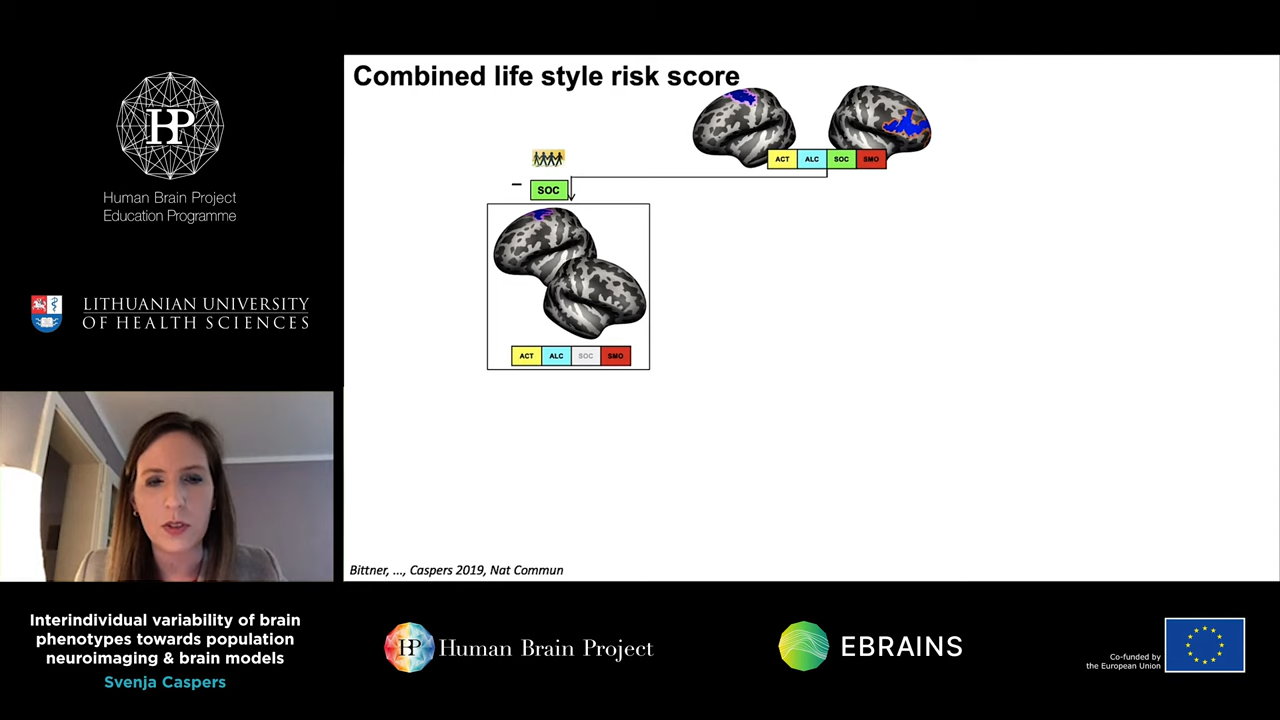 HP
Human Brain Project
Education Programme
LITHUANIAN UNIVERSITY
OF HEALTH SCIENCES
Combined life style risk score
ACT ALC SOC SMO
– SOC
ACT ALC SOC SMO
Bittner, ..., Caspers 2019, Nat Commun
Interindividual variability of brain
phenotypes towards population
neuroimaging & brain models
Svenja Caspers
HP Human Brain Project
EBRAINS
Co-funded by
the European Union